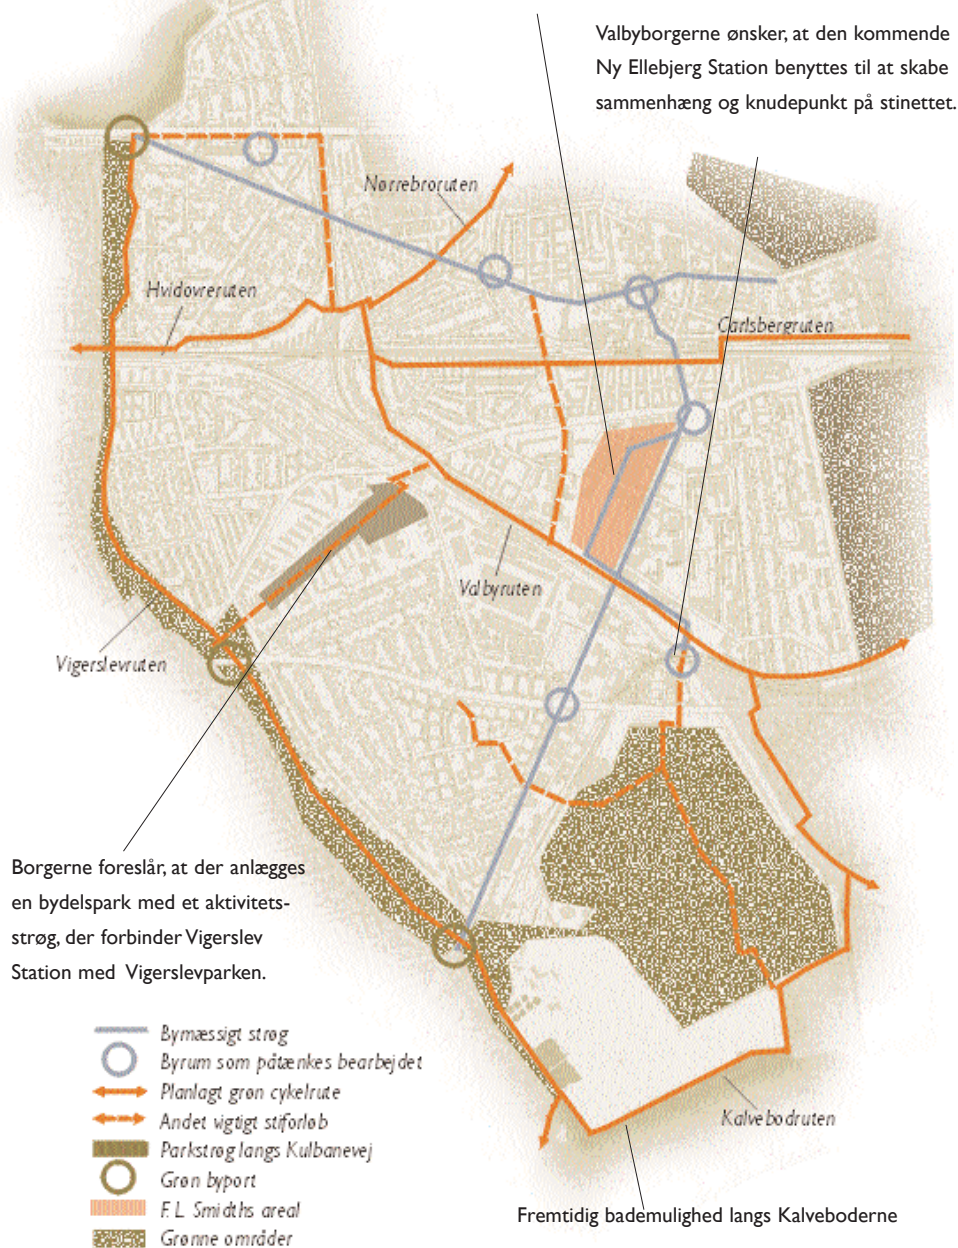 Valbyborgerne ønsker, at den kommende
Ny Ellebjerg Station benyttes til at skabe
sammenhæng og knudepunkt på stinettet.
Nørrebroruten
Hvidovreruten
Carlsbergruten
Valbyruten
Vigerslevruten
Borgerne foreslår, at der anlægges
en bydelspark med et aktivitets-
strøg, der forbinder Vigerslev
Station med Vigerslevparken.
Bymæssigt strøg
Byrum som påtænkes bearbejdet
Planlagt grøn cykelrute
Andet vigtigt stiforløb
Parkstrøg langs Kulbanevej
Grøn byport
F. L. Smidths areal
Grønne områder
Kalvebodruten
Fremtidig bademulighed langs Kalveboderne